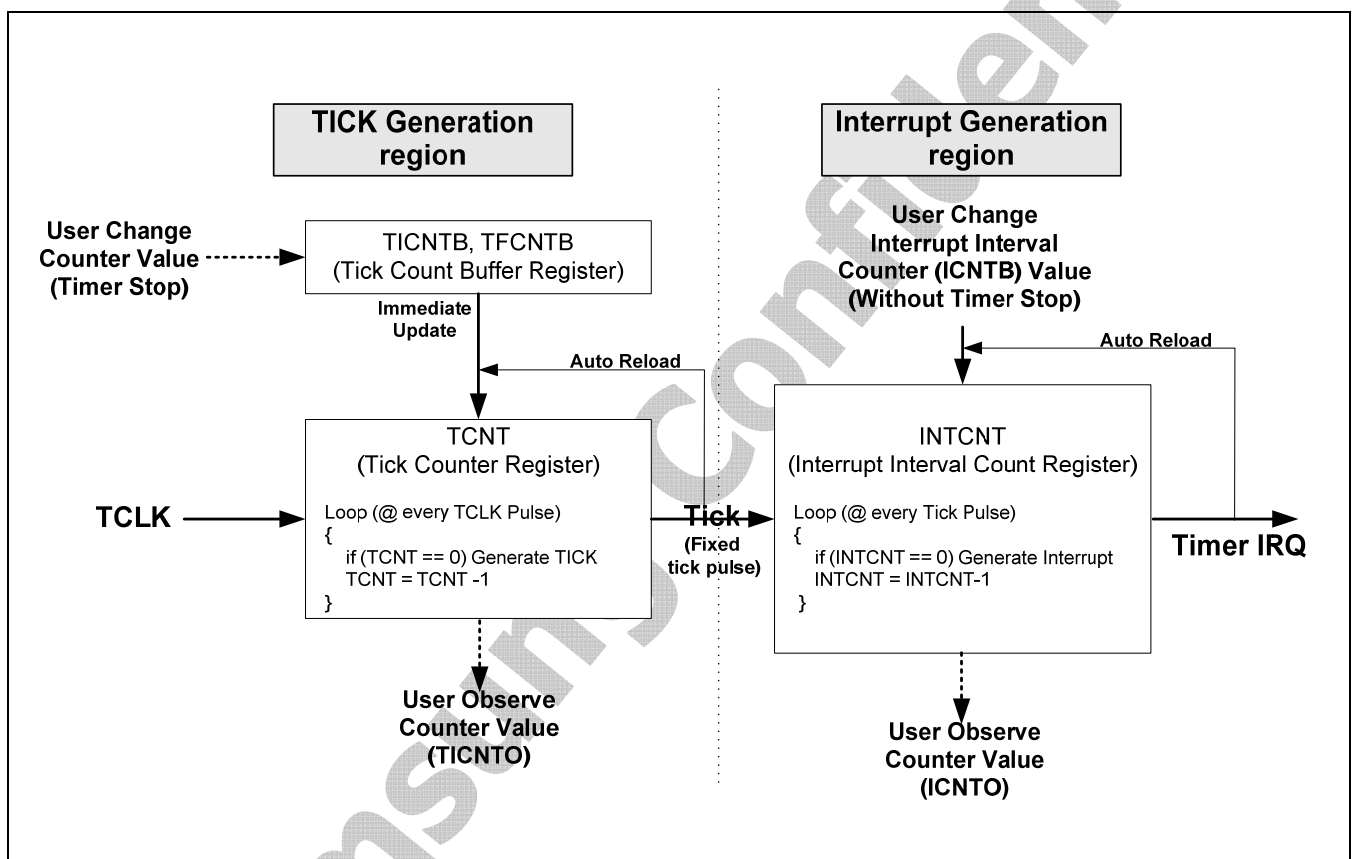 TICK Generation
region
Interrupt Generation
region
User Change
Counter Value
(Timer Stop)
TICNTB, TFCNTB
(Tick Count Buffer Register)
Immediate
Update
Auto Reload
TCNT
(Tick Counter Register)
Loop (@ every TCLK Pulse)
{
if (TCNT == 0) Generate TICK
TCNT = TCNT -1
}
TCLK
Tick
(Fixed
tick pulse)
User Observe
Counter Value
(TICNTO)
User Change
Interrupt Interval
Counter (ICNTB) Value
(Without Timer Stop)
Auto Reload
INTCNT
(Interrupt Interval Count Register)
Loop (@ every Tick Pulse)
{
if (INTCNT == 0) Generate Interrupt
INTCNT = INTCNT-1
}
Timer IRQ
User Observe
Counter Value
(ICNTO)
msung Confiden